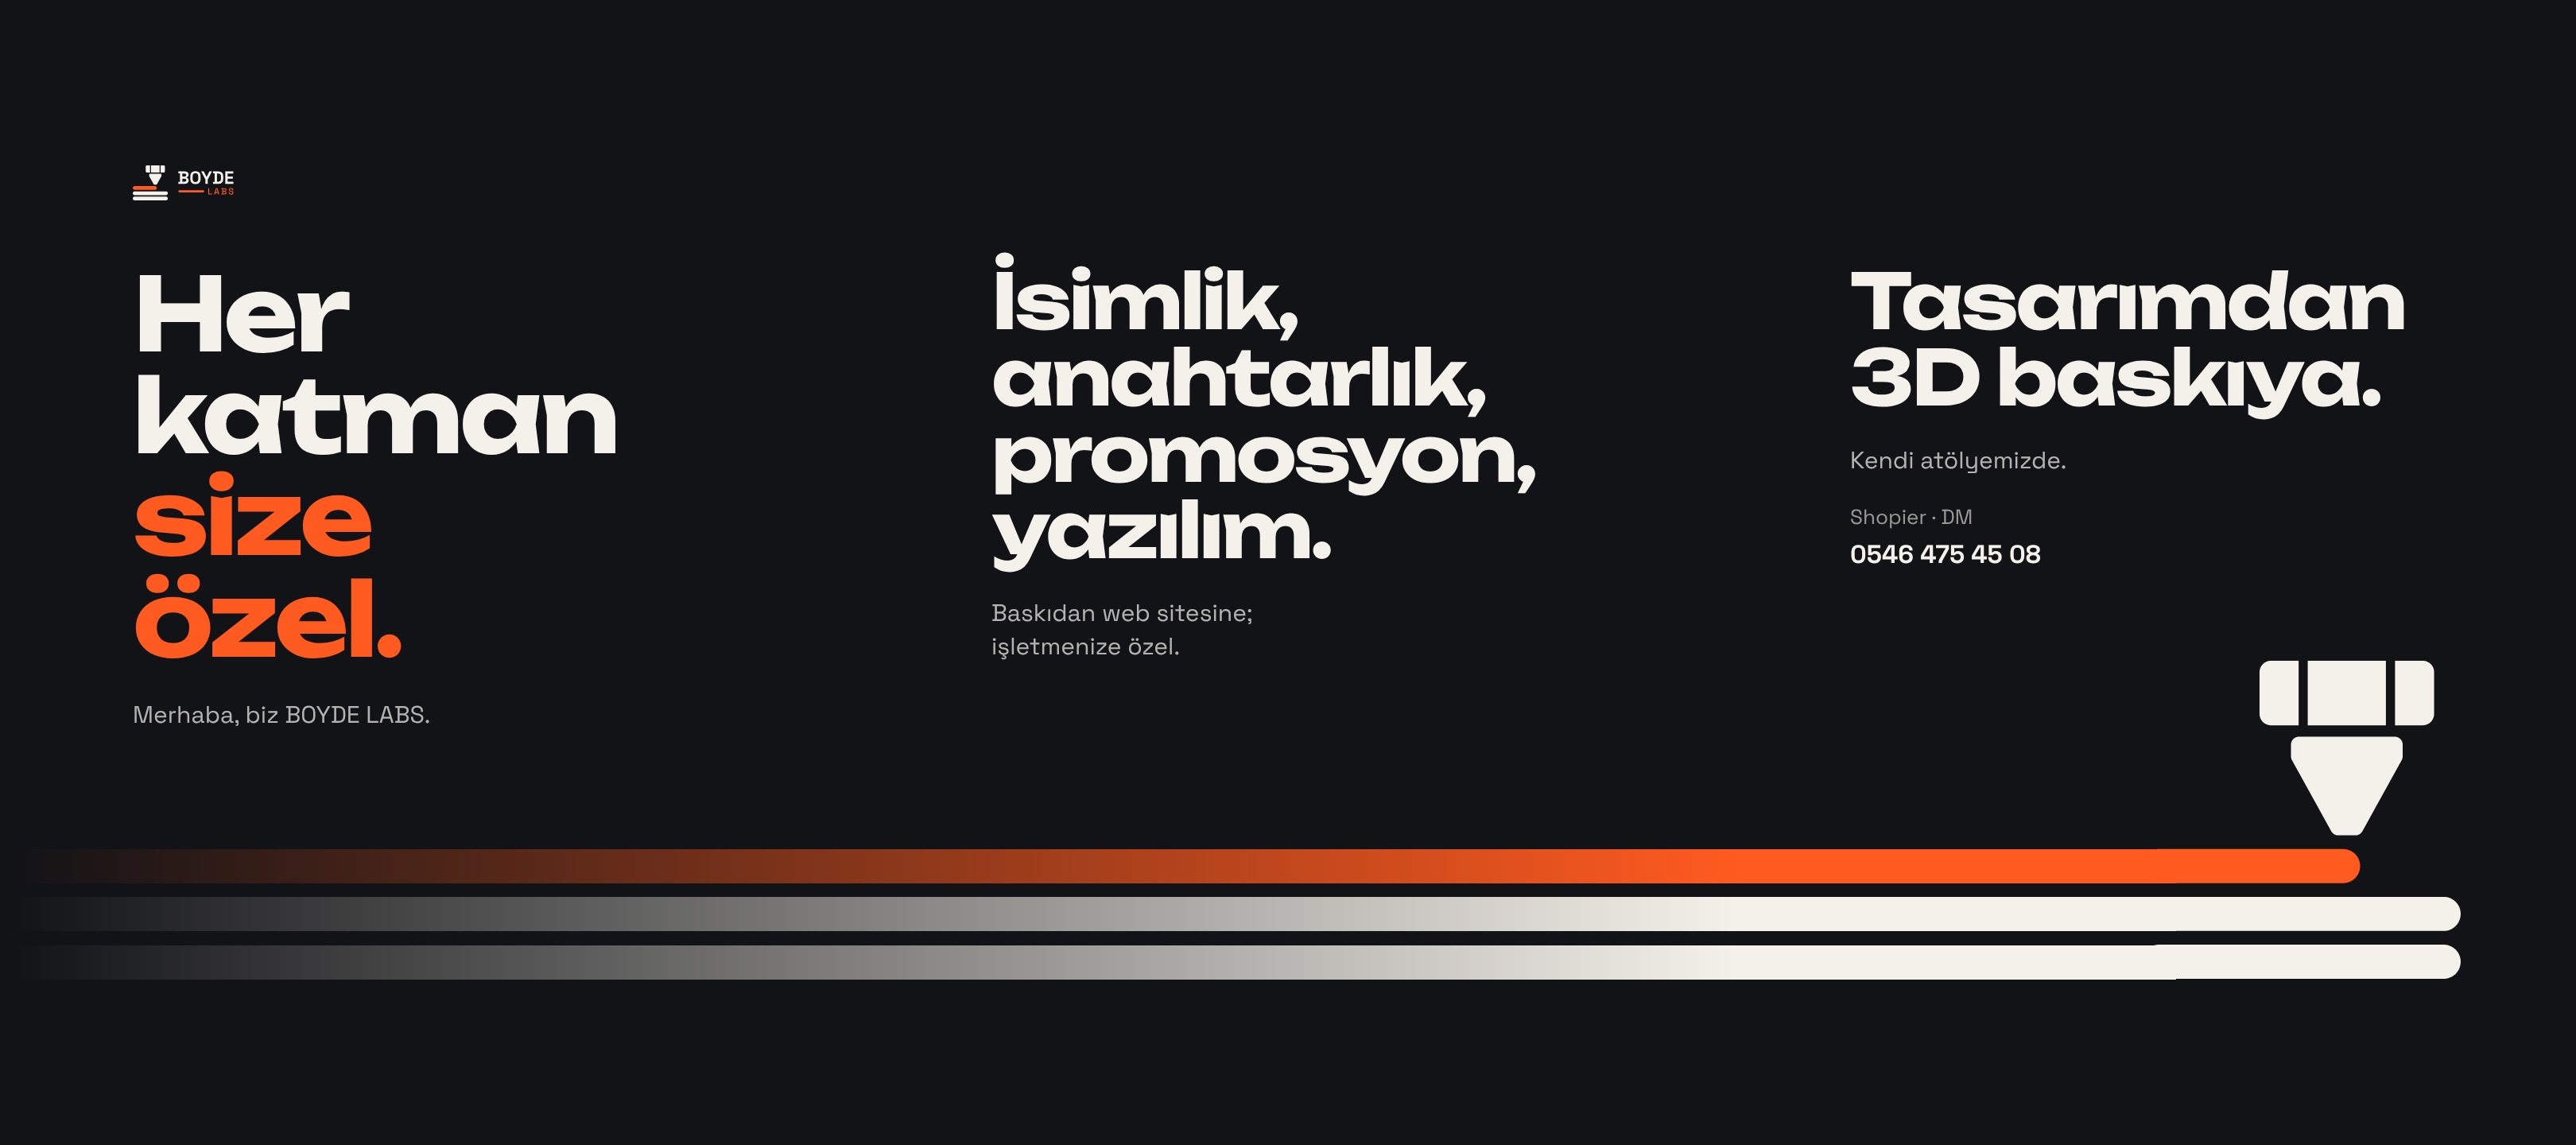 BOYDE
LABS
Her
katman
size
özel.
Merhaba, biz BOYDE LABS.
İsimlik,
anahtarlık,
promosyon,
yazılım.
Baskıdan web sitesine;
işletmenize özel.
Tasarımdan
3D baskıya.
Kendi atölyemizde.
Shopier · DM
0546 475 45 08